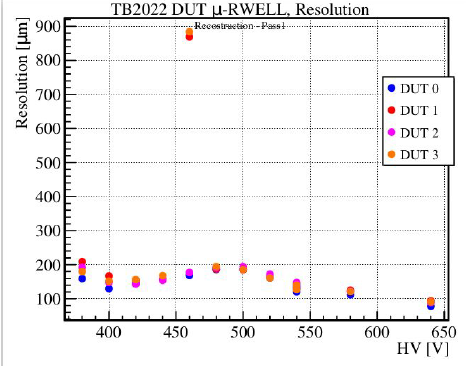 TB2022 DUT μ-RWELL, Resolution
Recostruction - Pass1
Resolution [μm]
900
800
700
600
500
400
300
200
100
DUT 0
DUT 1
DUT 2
DUT 3
400 450 500 550 600 650
HV [V]